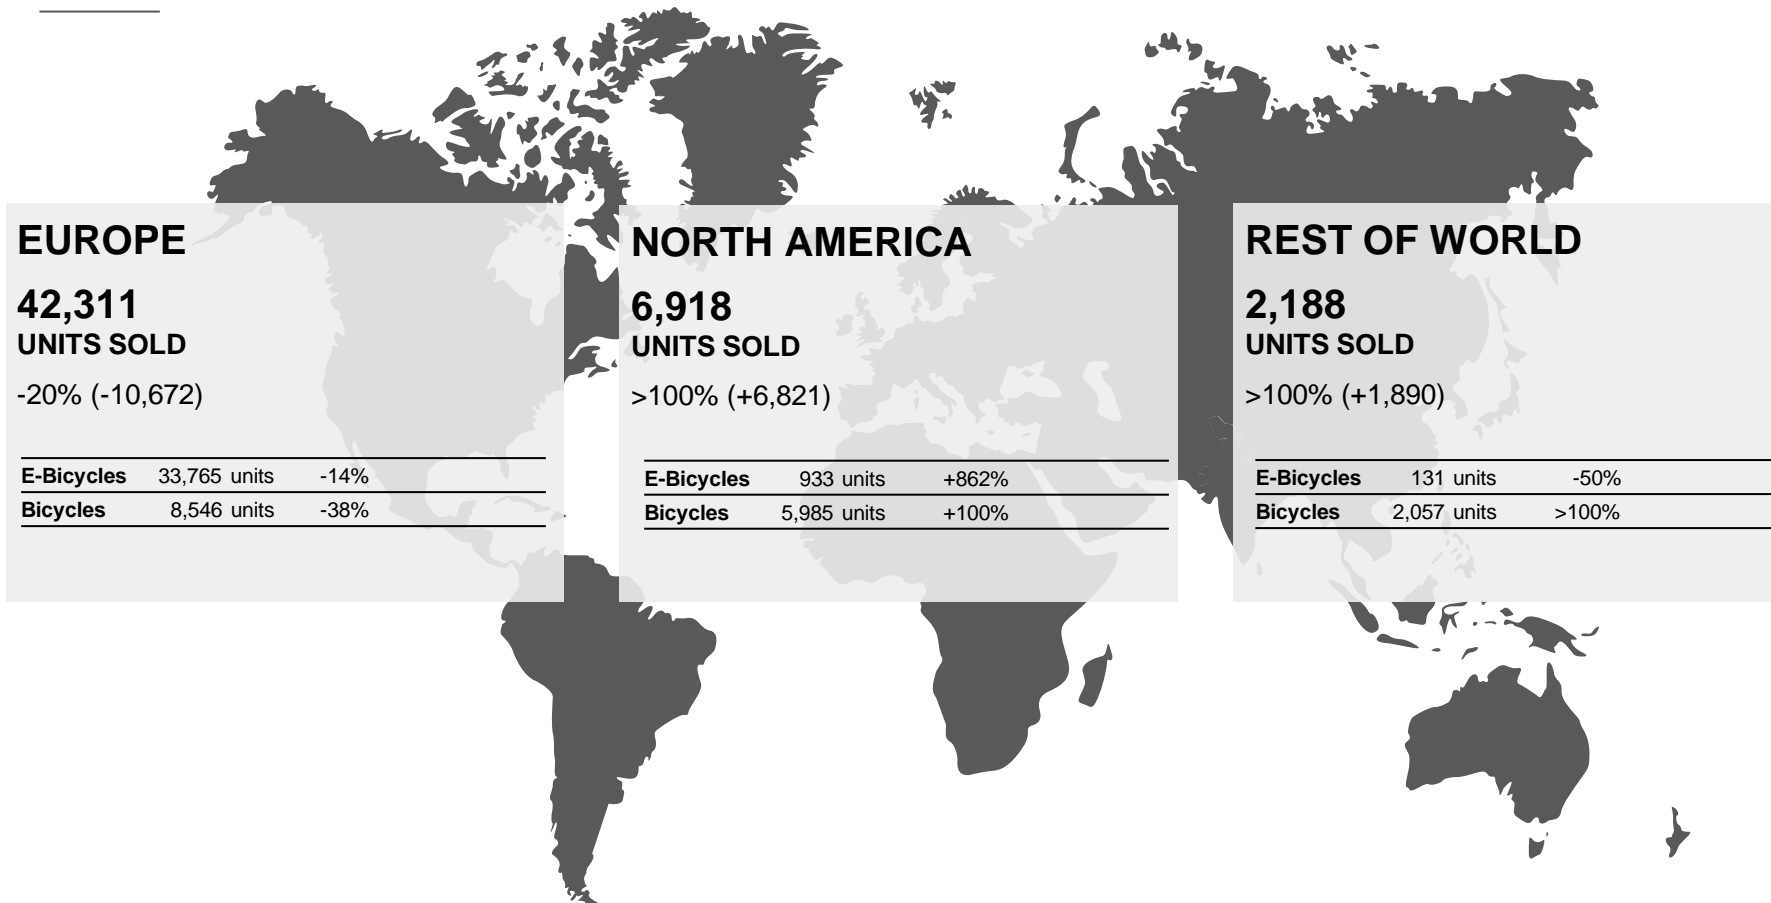 EUROPE
42,311
UNITS SOLD
-20% (-10,672)
E-Bicycles 33,765 units -14%
Bicycles 8,546 units -38%
NORTH AMERICA
6,918
UNITS SOLD
>100% (+6,821)
E-Bicycles 933 units +862%
Bicycles 5,985 units +100%
REST OF WORLD
2,188
UNITS SOLD
>100% (+1,890)
E-Bicycles 131 units -50%
Bicycles 2,057 units >100%